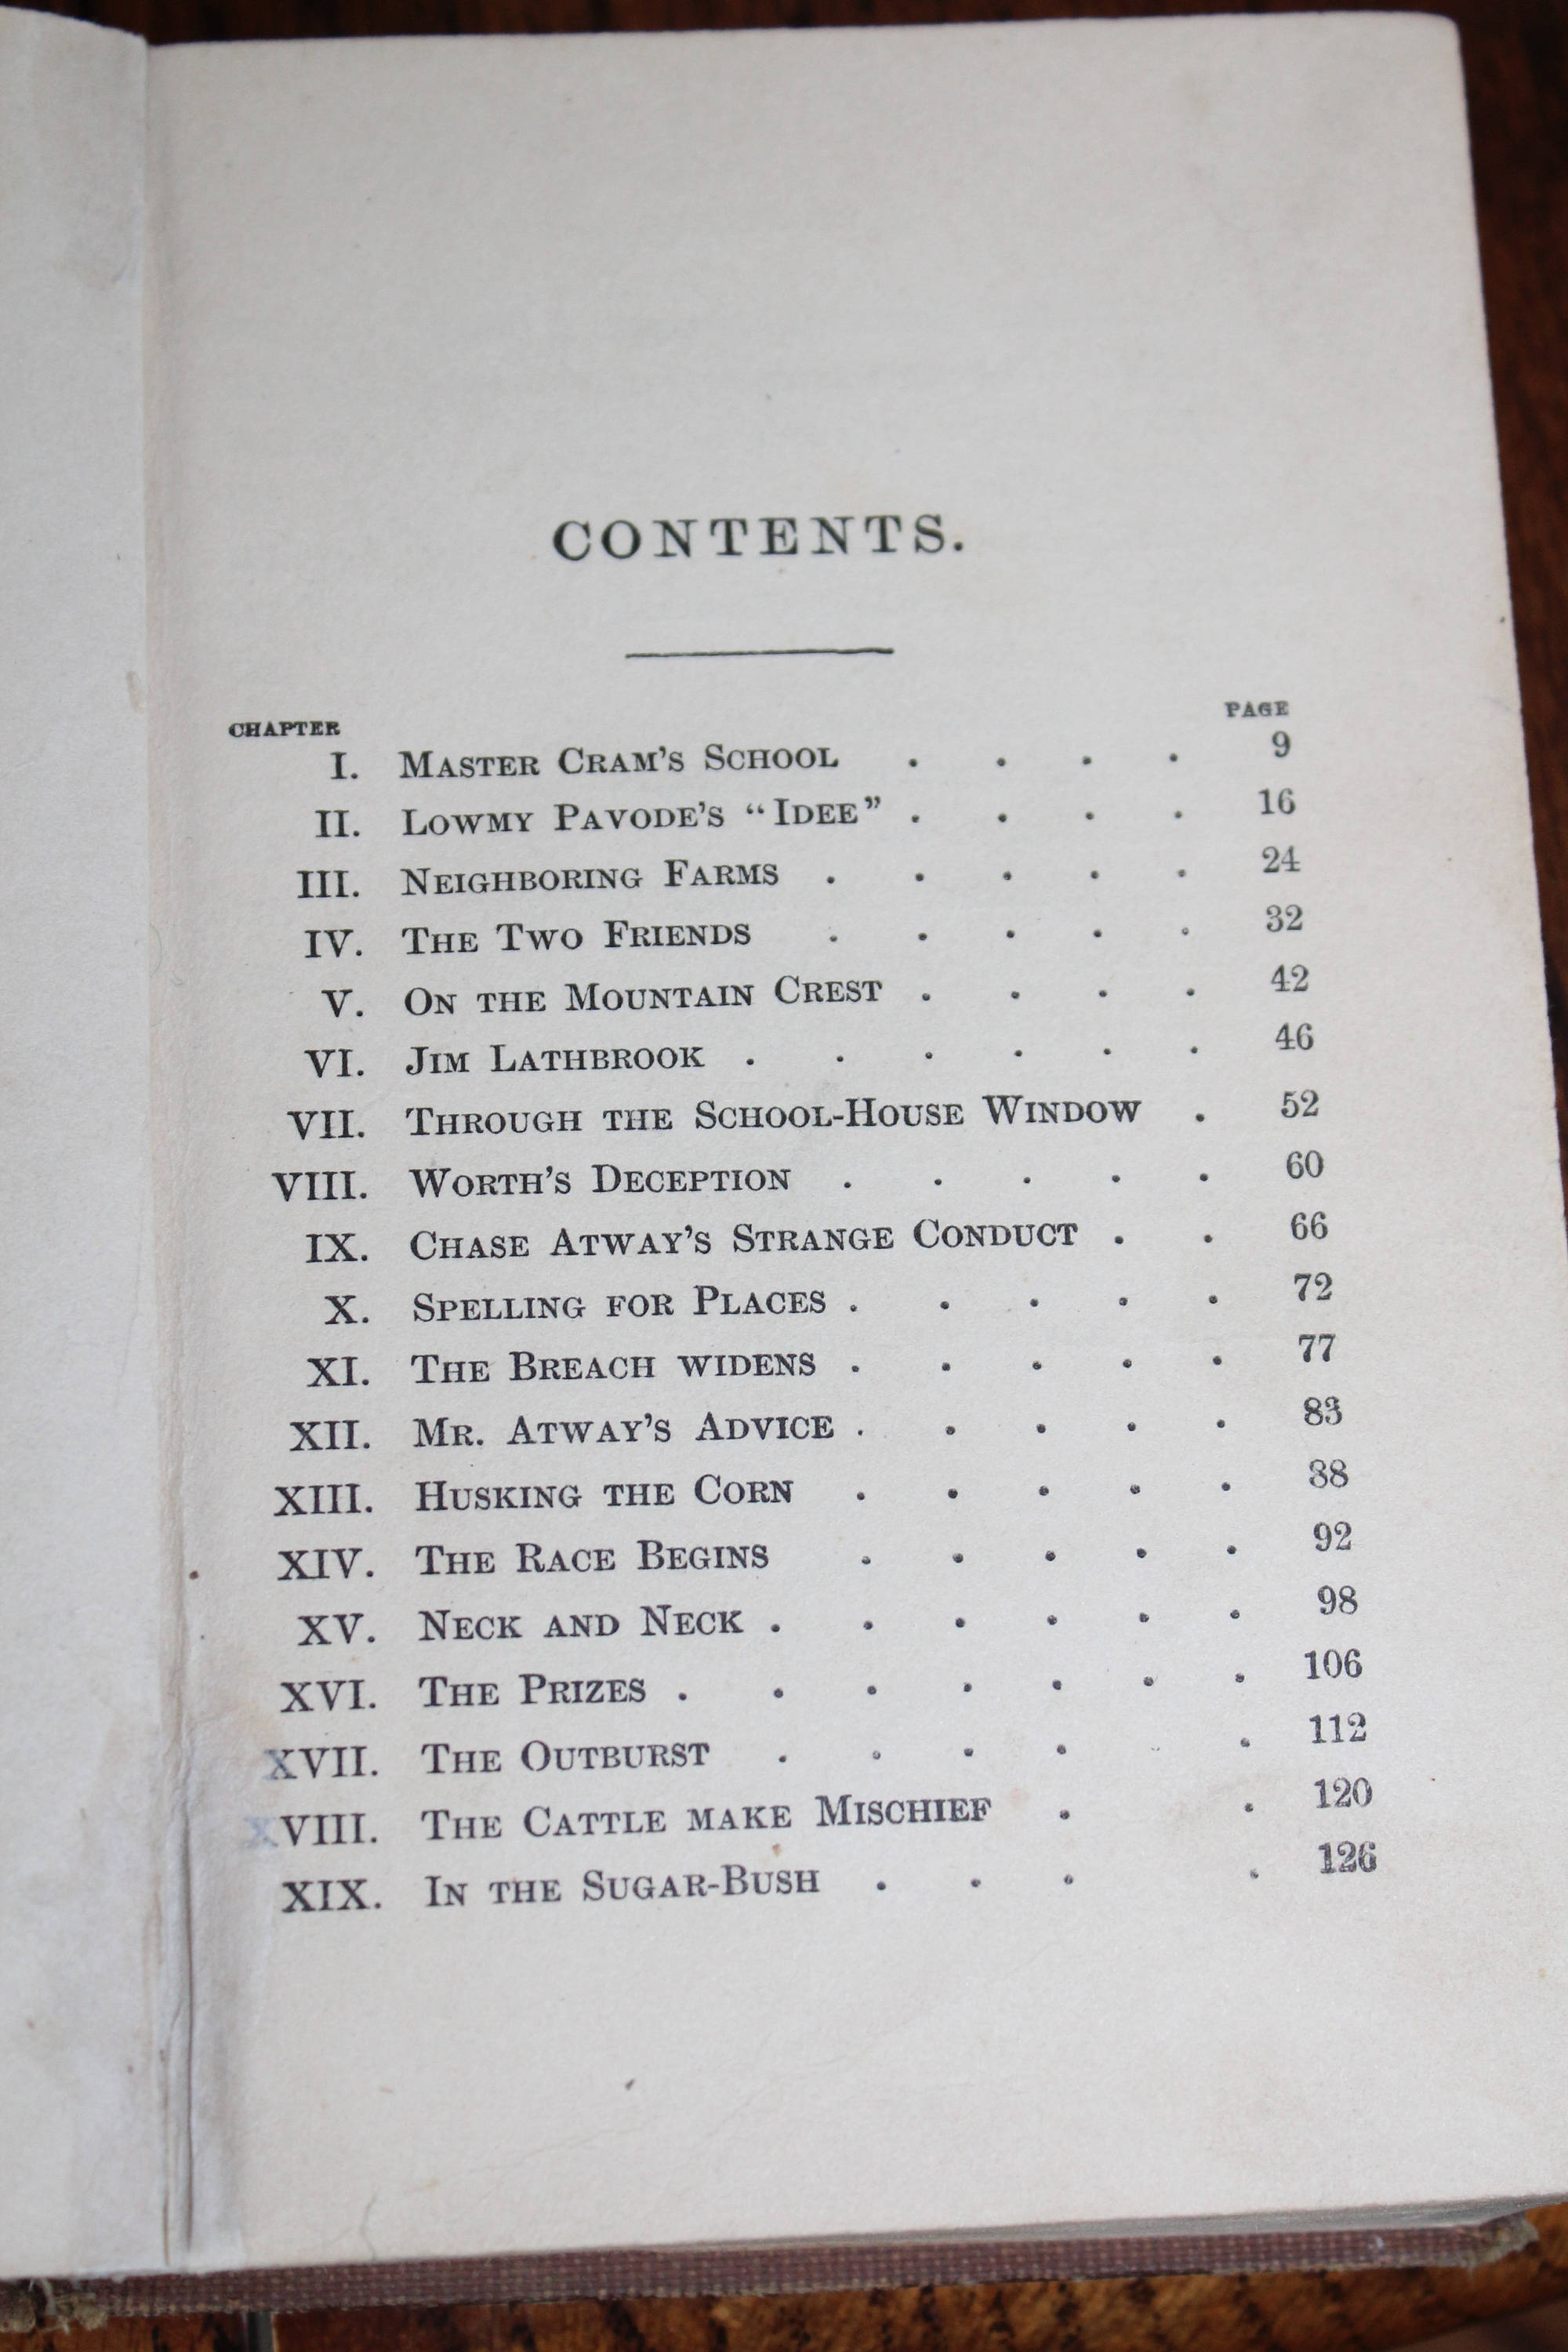 CONTENTS.
CHAPTER PAGE
I. MASTER CRAM'S SCHOOL . . . . 9
II. LOWMY PAVODE'S “IDEE” . . . . 16
III. NEIGHBORING FARMS . . . . . 24
IV. THE TWO FRIENDS . . . . . 32
V. ON THE MOUNTAIN CREST . . . . 42
VI. JIM LATHBROOK . . . . . . 46
VII. THROUGH THE SCHOOL-HOUSE WINDOW . 52
VIII. WORTH'S DECEPTION . . . . . 60
IX. CHASE ATWAY'S STRANGE CONDUCT . . 66
X. SPELLING FOR PLACES . . . . . 72
XI. THE BREACH WIDENS . . . . . 77
XII. MR. ATWAY'S ADVICE . . . . . 83
XIII. HUSKING THE CORN . . . . . 88
XIV. THE RACE BEGINS . . . . . 92
XV. NECK AND NECK . . . . . . 98
XVI. THE PRIZES . . . . . . . 106
XVII. THE OUTBURST . . . . . 112
XVIII. THE CATTLE MAKE MISCHIEF . . 120
XIX. IN THE SUGAR-BUSH . . . . 126